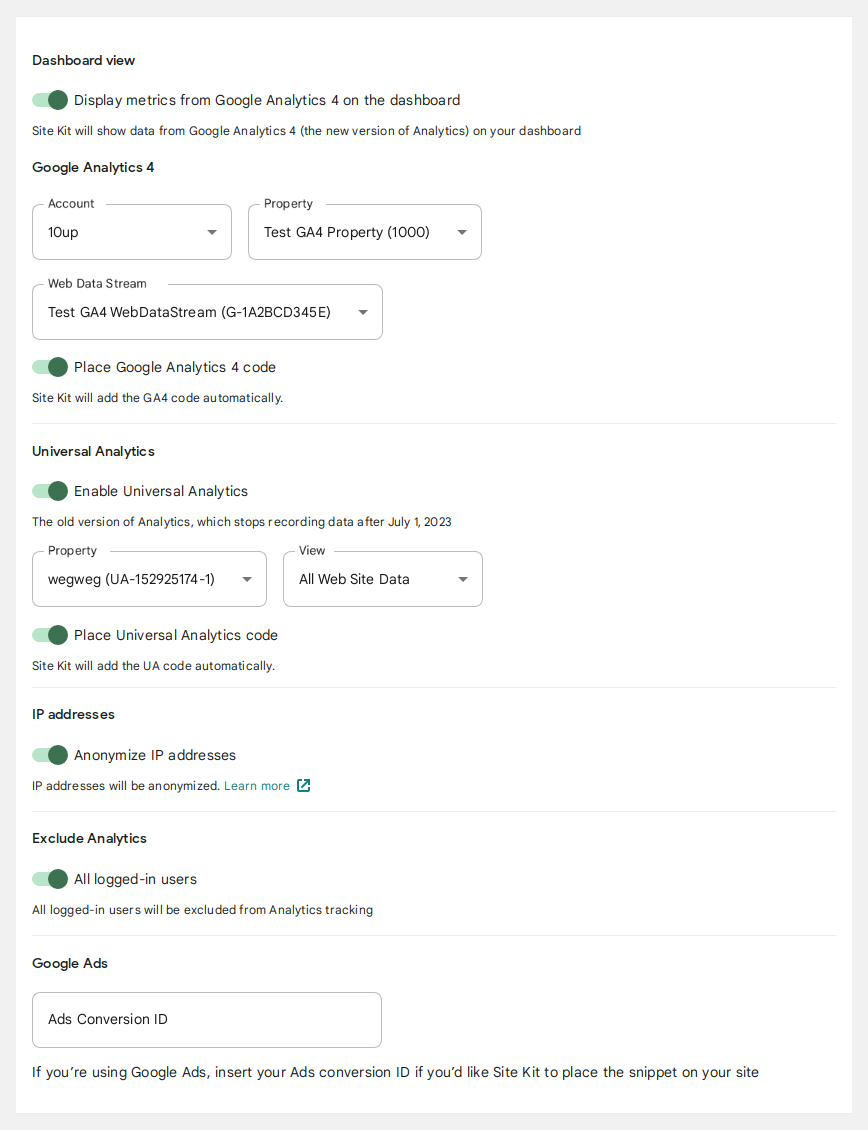 Dashboard view
Display metrics from Google Analytics 4 on the dashboard
Site Kit will show data from Google Analytics 4 (the new version of Analytics) on your dashboard
Google Analytics 4
Account
10up
Property
Test GA4 Property (1000)
Web Data Stream
Test GA4 WebDataStream (G-1A2BCD345E)
Place Google Analytics 4 code
Site Kit will add the GA4 code automatically.
Universal Analytics
Enable Universal Analytics
The old version of Analytics, which stops recording data after July 1, 2023
Property
wegweg (UA-152925174-1)
View
All Web Site Data
Place Universal Analytics code
Site Kit will add the UA code automatically.
IP addresses
Anonymize IP addresses
IP addresses will be anonymized. Learn more
Exclude Analytics
All logged-in users
All logged-in users will be excluded from Analytics tracking
Google Ads
Ads Conversion ID
If you’re using Google Ads, insert your Ads conversion ID if you’d like Site Kit to place the snippet on your site